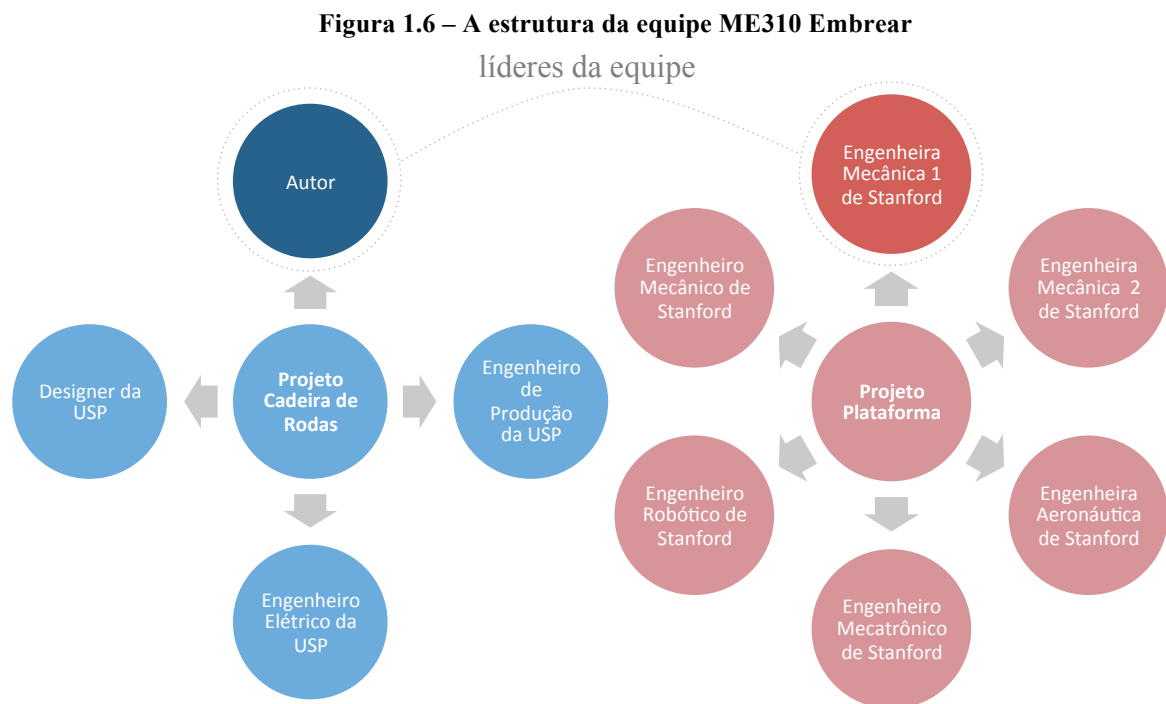 Figura 1.6 – A estrutura da equipe ME310 Embrear
líderes da equipe
Autor
Engenheira
Mecânica 1
de Stanford
Engenheiro
Mecânico de
Stanford
Engenheira
Mecânica 2
de Stanford
Designer da
USP
Projeto
Cadeira de
Rodas
Engenheiro
de
Produção
da USP
Projeto
Plataforma
Engenheiro
Robótico de
Stanford
Engenheira
Aeronáutica
de Stanford
Engenheiro
Elétrico da
USP
Engenheiro
Mecatrônico
de Stanford